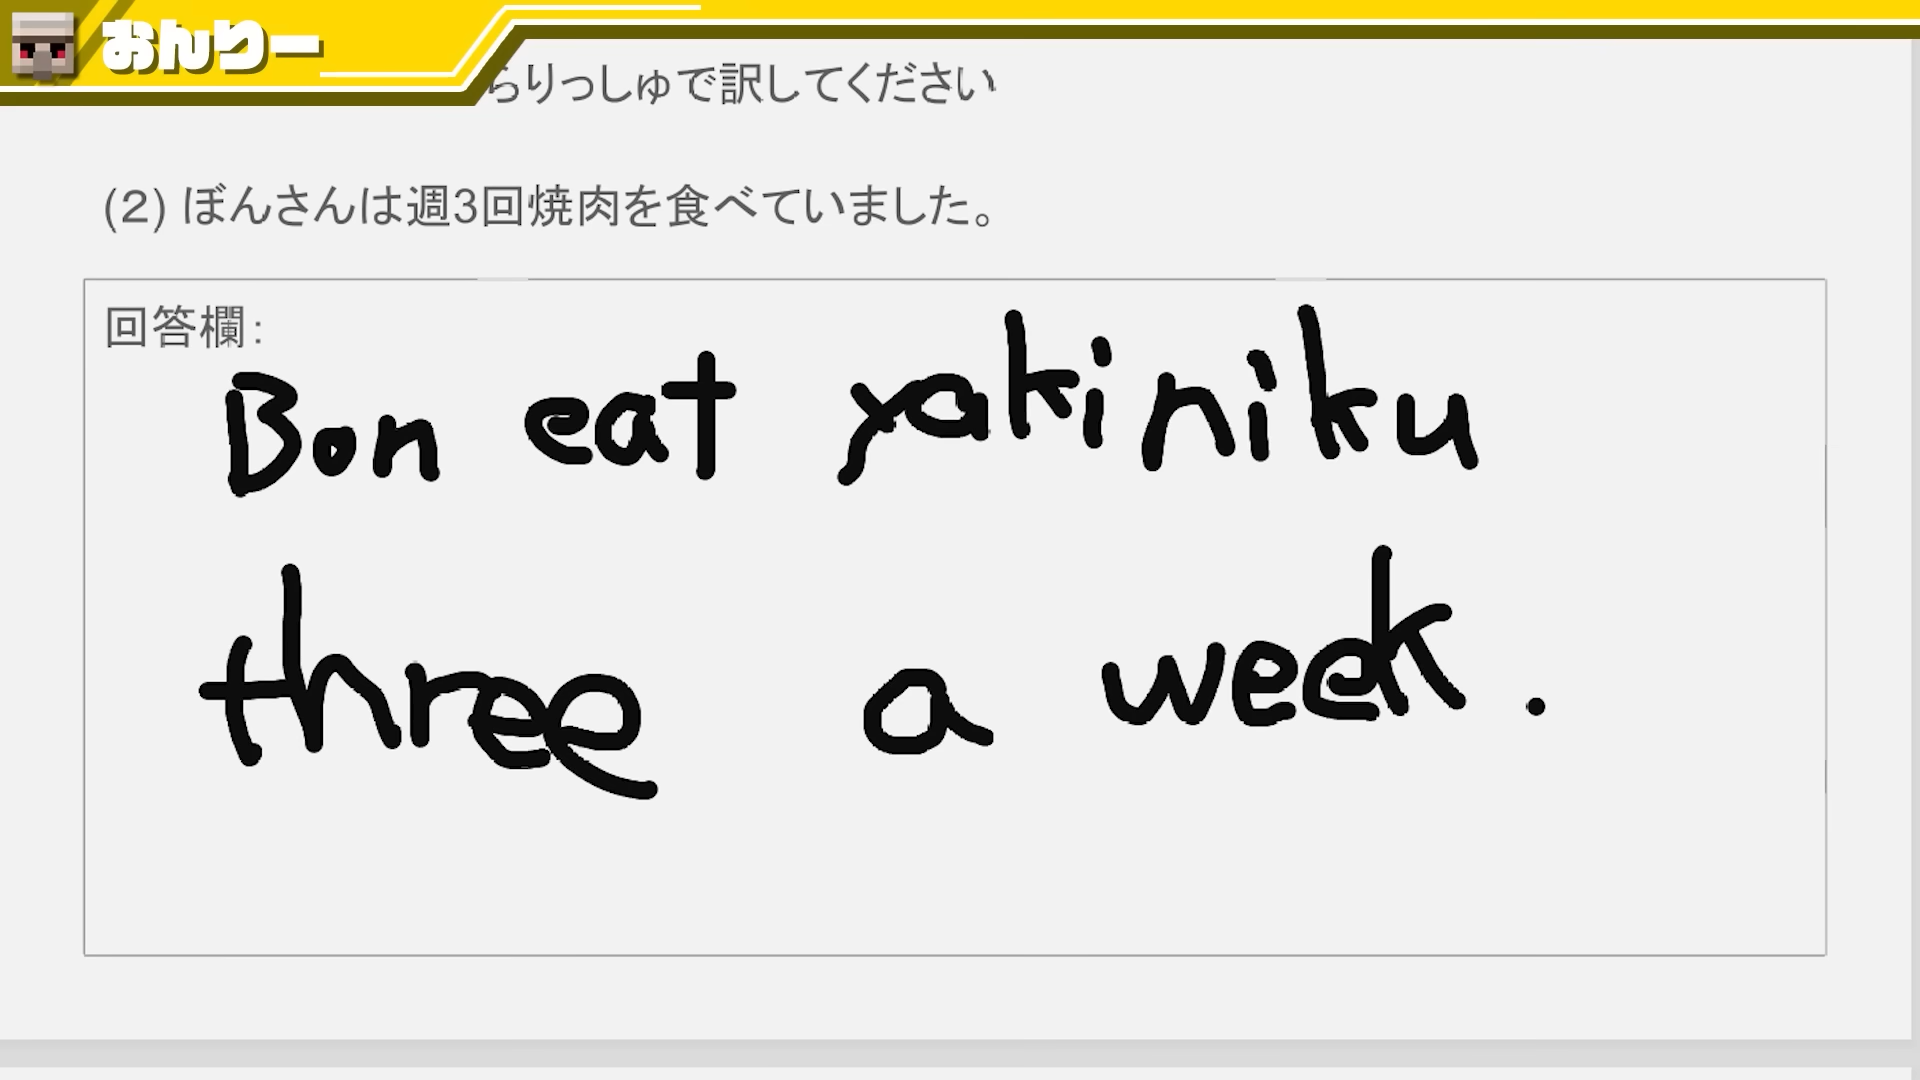 おんりー
らりっしゅで訳してください
(2) ぼんさんは週3回焼肉を食べていました。
回答欄:
Bon eat yakiniku
three a week.